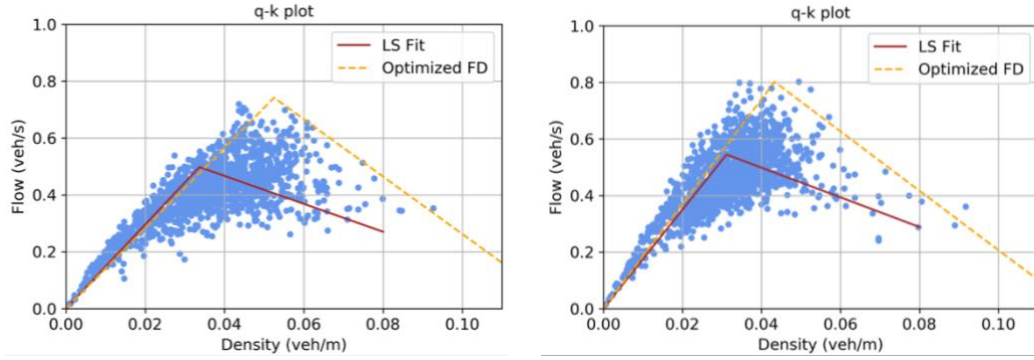 q-k plot
1.0
0.8
0.6
0.4
0.2
0.0
Flow (veh/s)
LS Fit
Optimized FD
0.00 0.02 0.04 0.06 0.08 0.10
Density (veh/m)
q-k plot
1.0
0.8
0.6
0.4
0.2
0.0
Flow (veh/s)
LS Fit
Optimized FD
0.00 0.02 0.04 0.06 0.08 0.10
Density (veh/m)